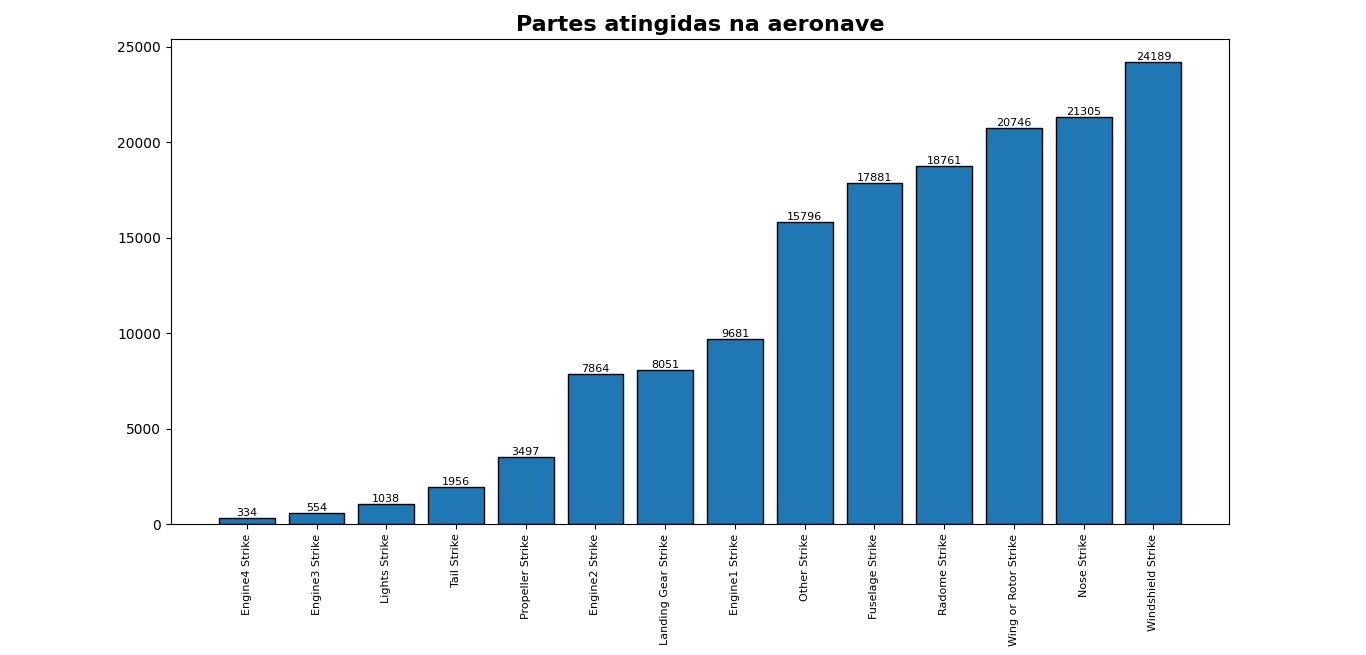 Partes atingidas na aeronave
25000
20000
15000
10000
5000
0
334
554
1038
1956
3497
7864
8051
9681
15796
17881
18761
20746
21305
24189
Engine4 Strike
Engine3 Strike
Lights Strike
Tail Strike
Propeller Strike
Engine2 Strike
Landing Gear Strike
Engine1 Strike
Other Strike
Fuselage Strike
Radome Strike
Wing or Rotor Strike
Nose Strike
Windshield Strike